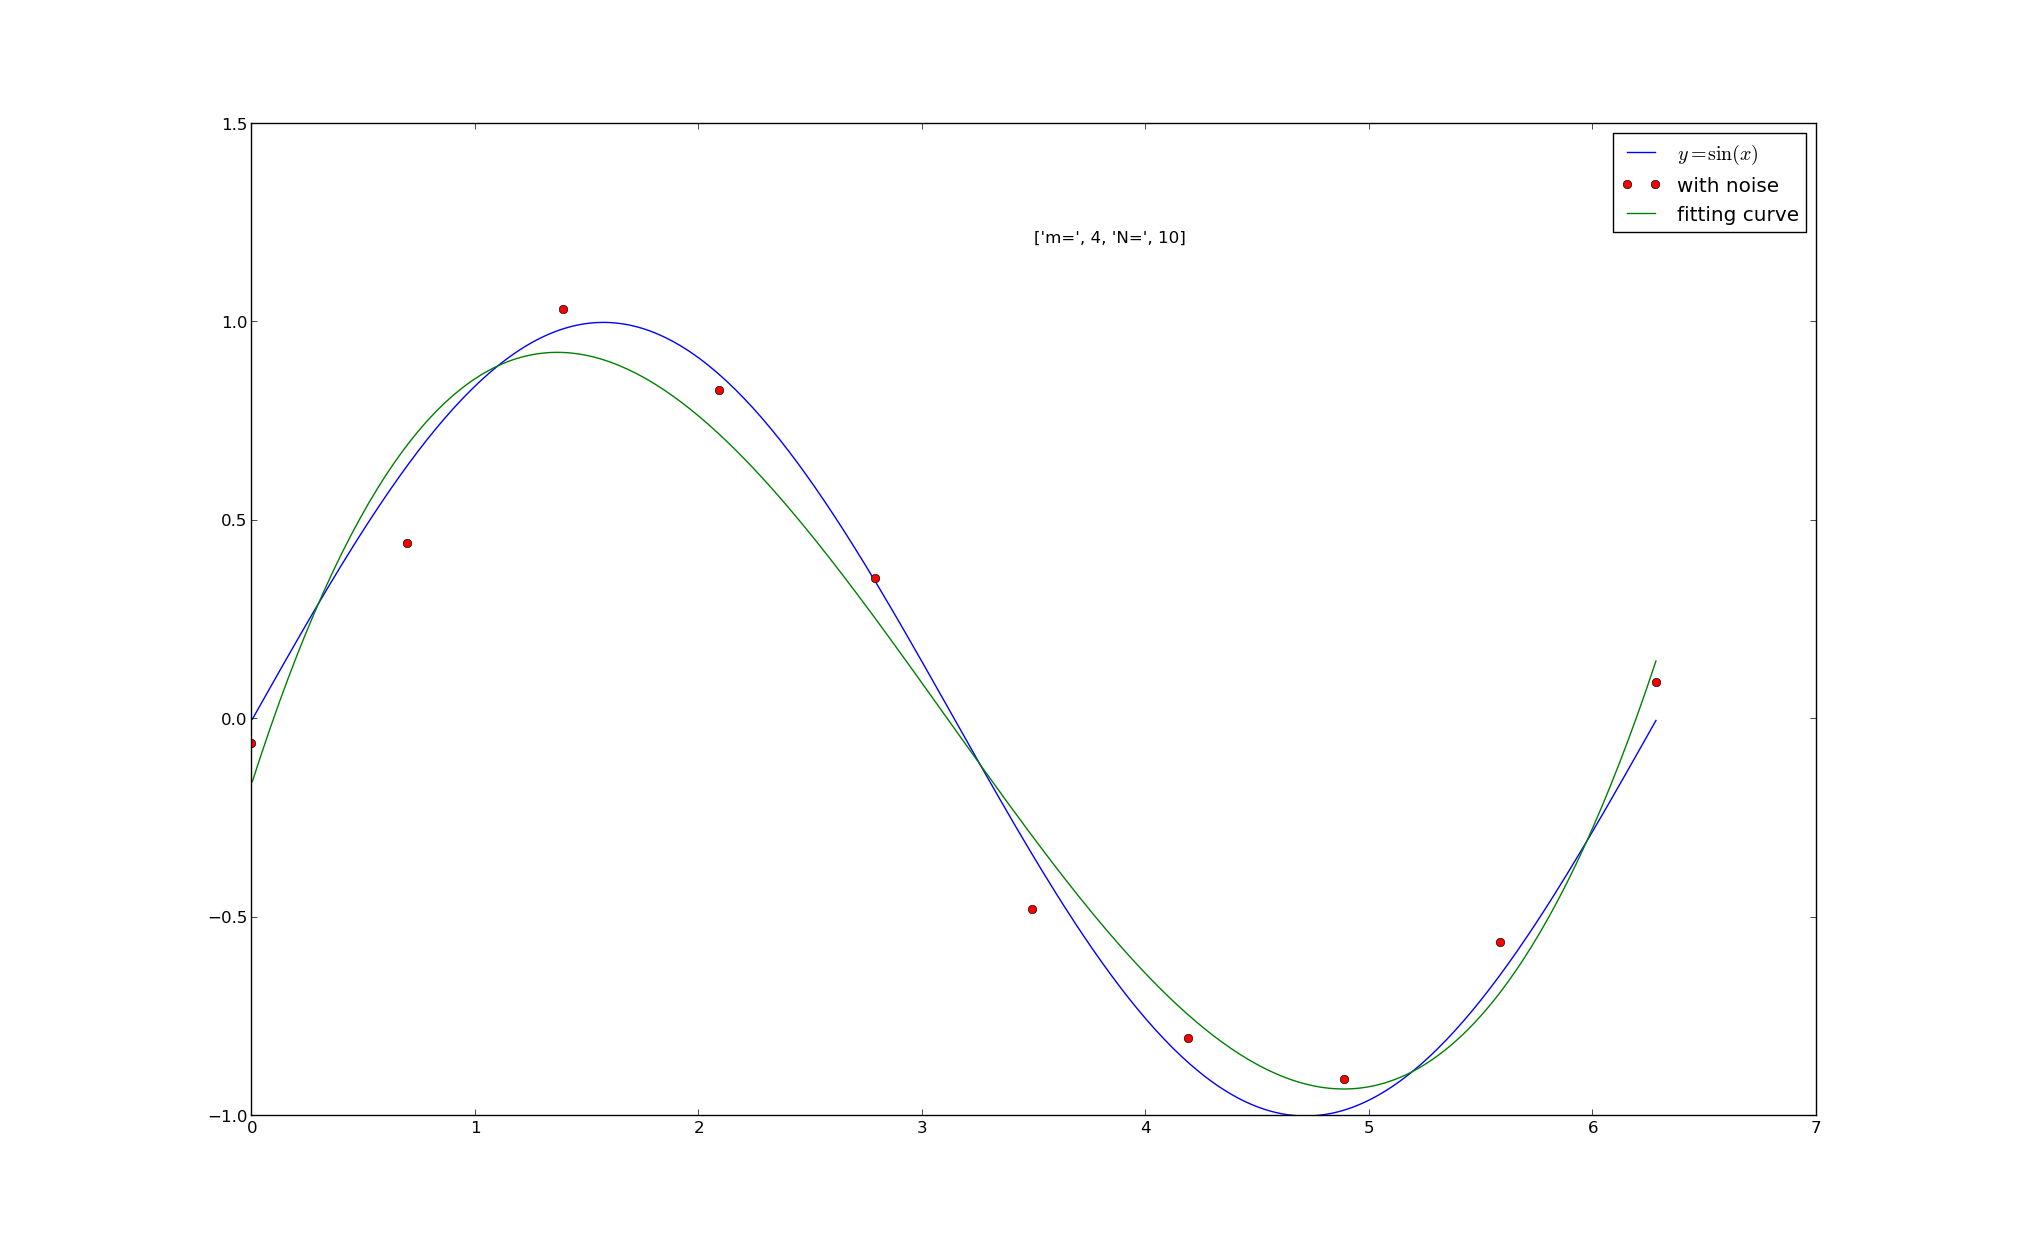 1.5
y=sin(x)
with noise
fitting curve
['m=', 4, 'N=', 10]
1.0
0.5
0.0
−0.5
−1.0
0 1 2 3 4 5 6 7